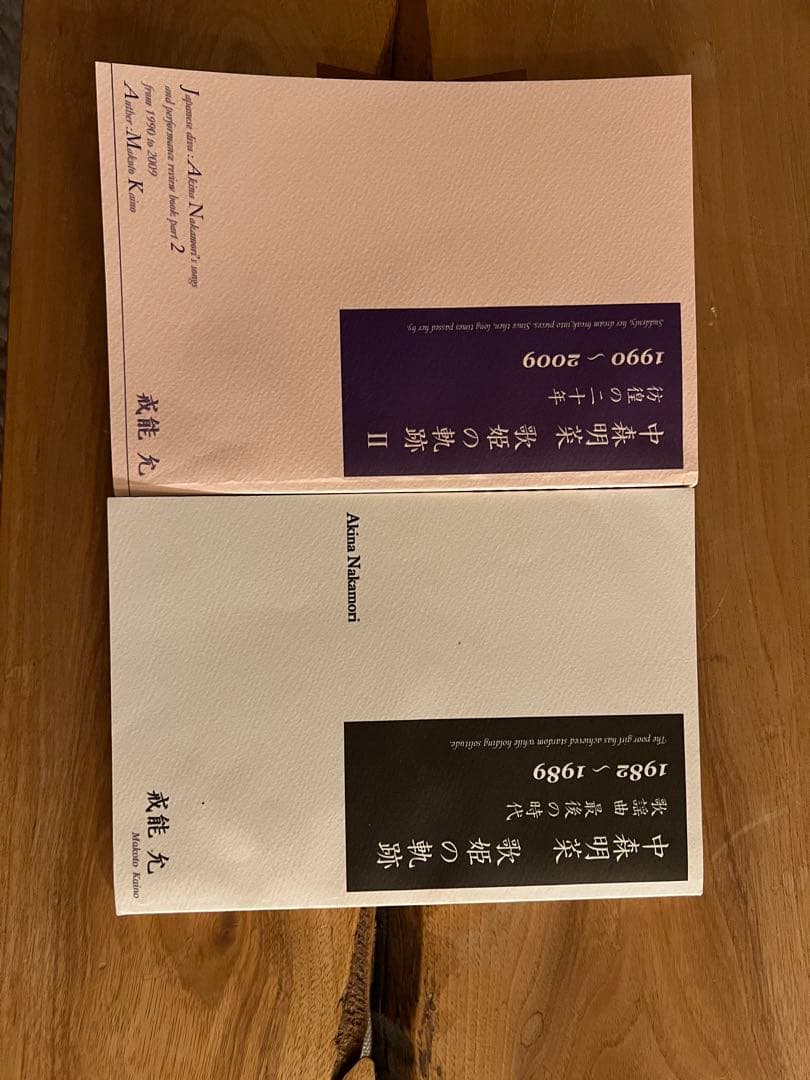 中森明菜 歌姫の軌跡 II
彷徨の二十年
1990～2009
Suddenly, her dream break into pieces. Since then, long times passed her by.
Japanese diva : Akina Nakamori's songs
and performance review book part 2
from 1990 to 2009
Auther : Makoto Kaino
戒能 允
中森明菜 歌姫の軌跡
歌謡曲最後の時代
1982～1989
The poor girl has achieved stardom while holding solitude.
Akina Nakamori
戒能 允
Makoto Kaino